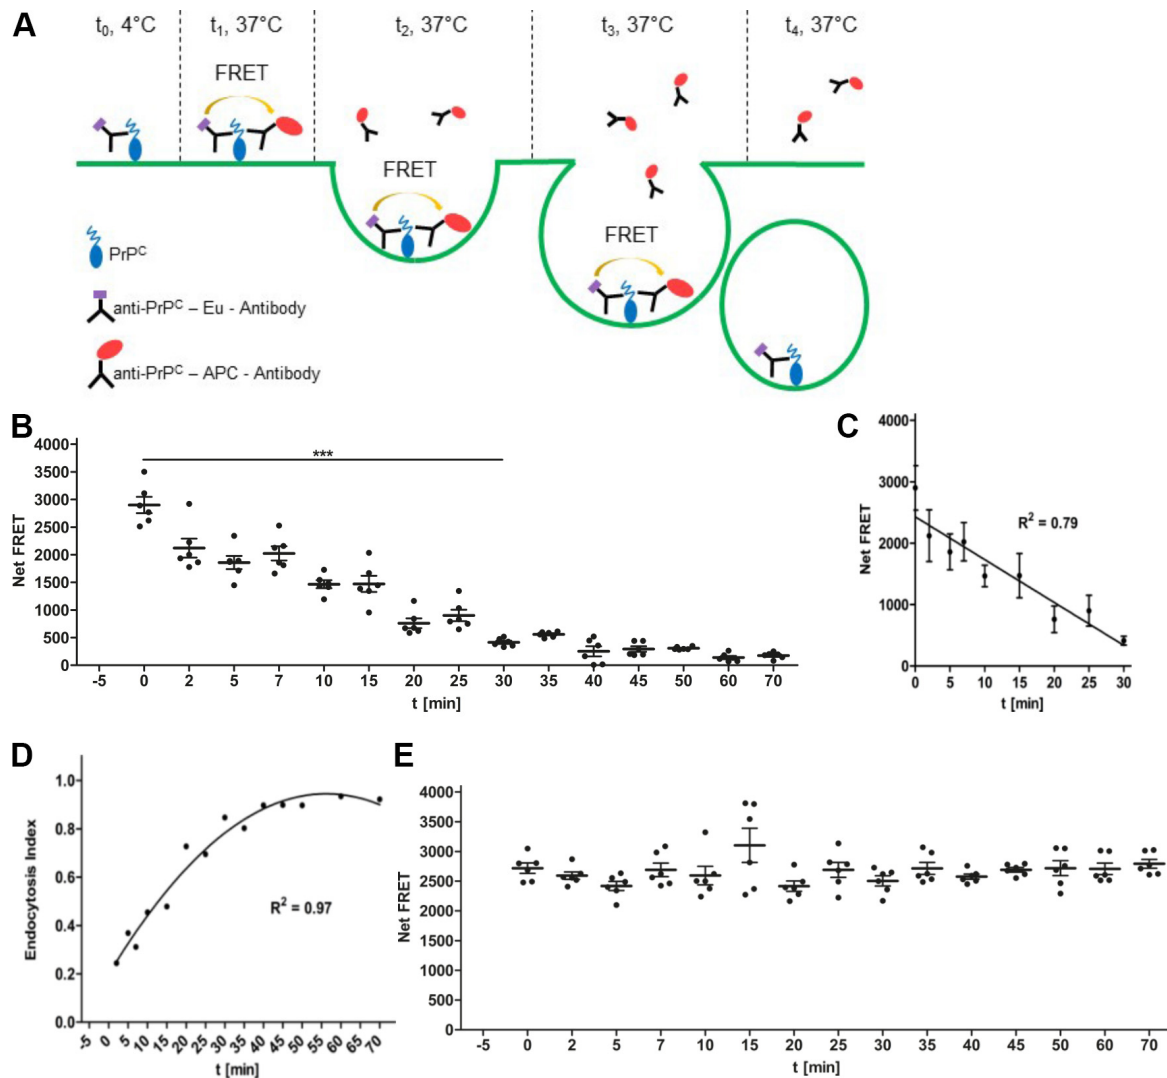 A
t₀, 4°C
t₁, 37°C
t₂, 37°C
t₃, 37°C
t₄, 37°C
FRET
FRET
FRET
PrPᶜ
anti-PrPᶜ – Eu - Antibody
anti-PrPᶜ – APC - Antibody
B
4000
3500
3000
2500
2000
1500
1000
500
0
Net FRET
***
-5 0 2 5 7 10 15 20 25 30 35 40 45 50 60 70
t [min]
C
4000
3000
2000
1000
0
Net FRET
R² = 0.79
0 5 10 15 20 25 30
t [min]
D
1.0
0.8
0.6
0.4
0.2
0.0
Endocytosis Index
R² = 0.97
-5 0 5 10 15 20 25 30 35 40 45 50 55 60 65 70
t [min]
E
4000
3500
3000
2500
2000
1500
1000
500
0
Net FRET
-5 0 2 5 7 10 15 20 25 30 35 40 45 50 60 70
t [min]